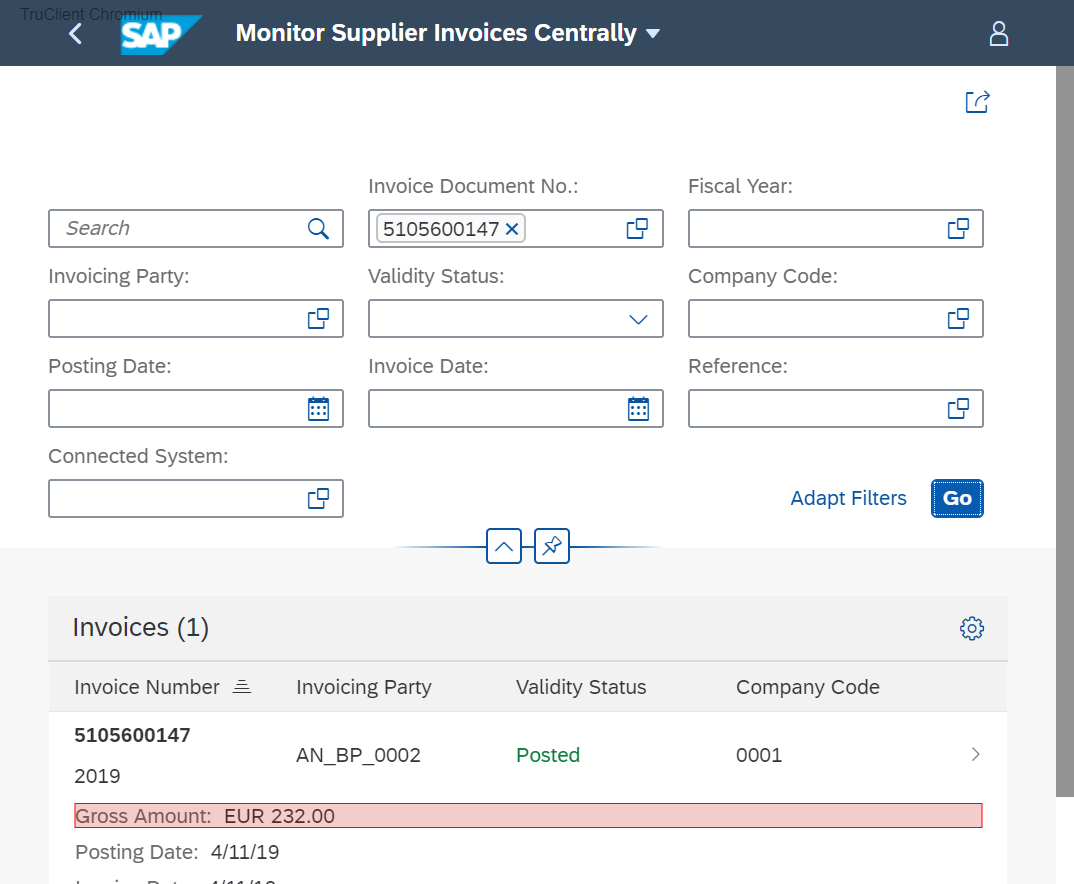 TruClient Chromium
SAP
Monitor Supplier Invoices Centrally
Invoice Document No.:
Fiscal Year:
Search
5105600147
Invoicing Party:
Validity Status:
Company Code:
Posting Date:
Invoice Date:
Reference:
Connected System:
Adapt Filters
Go
Invoices (1)
Invoice Number
Invoicing Party
Validity Status
Company Code
5105600147
2019
AN_BP_0002
Posted
0001
Gross Amount: EUR 232.00
Posting Date: 4/11/19